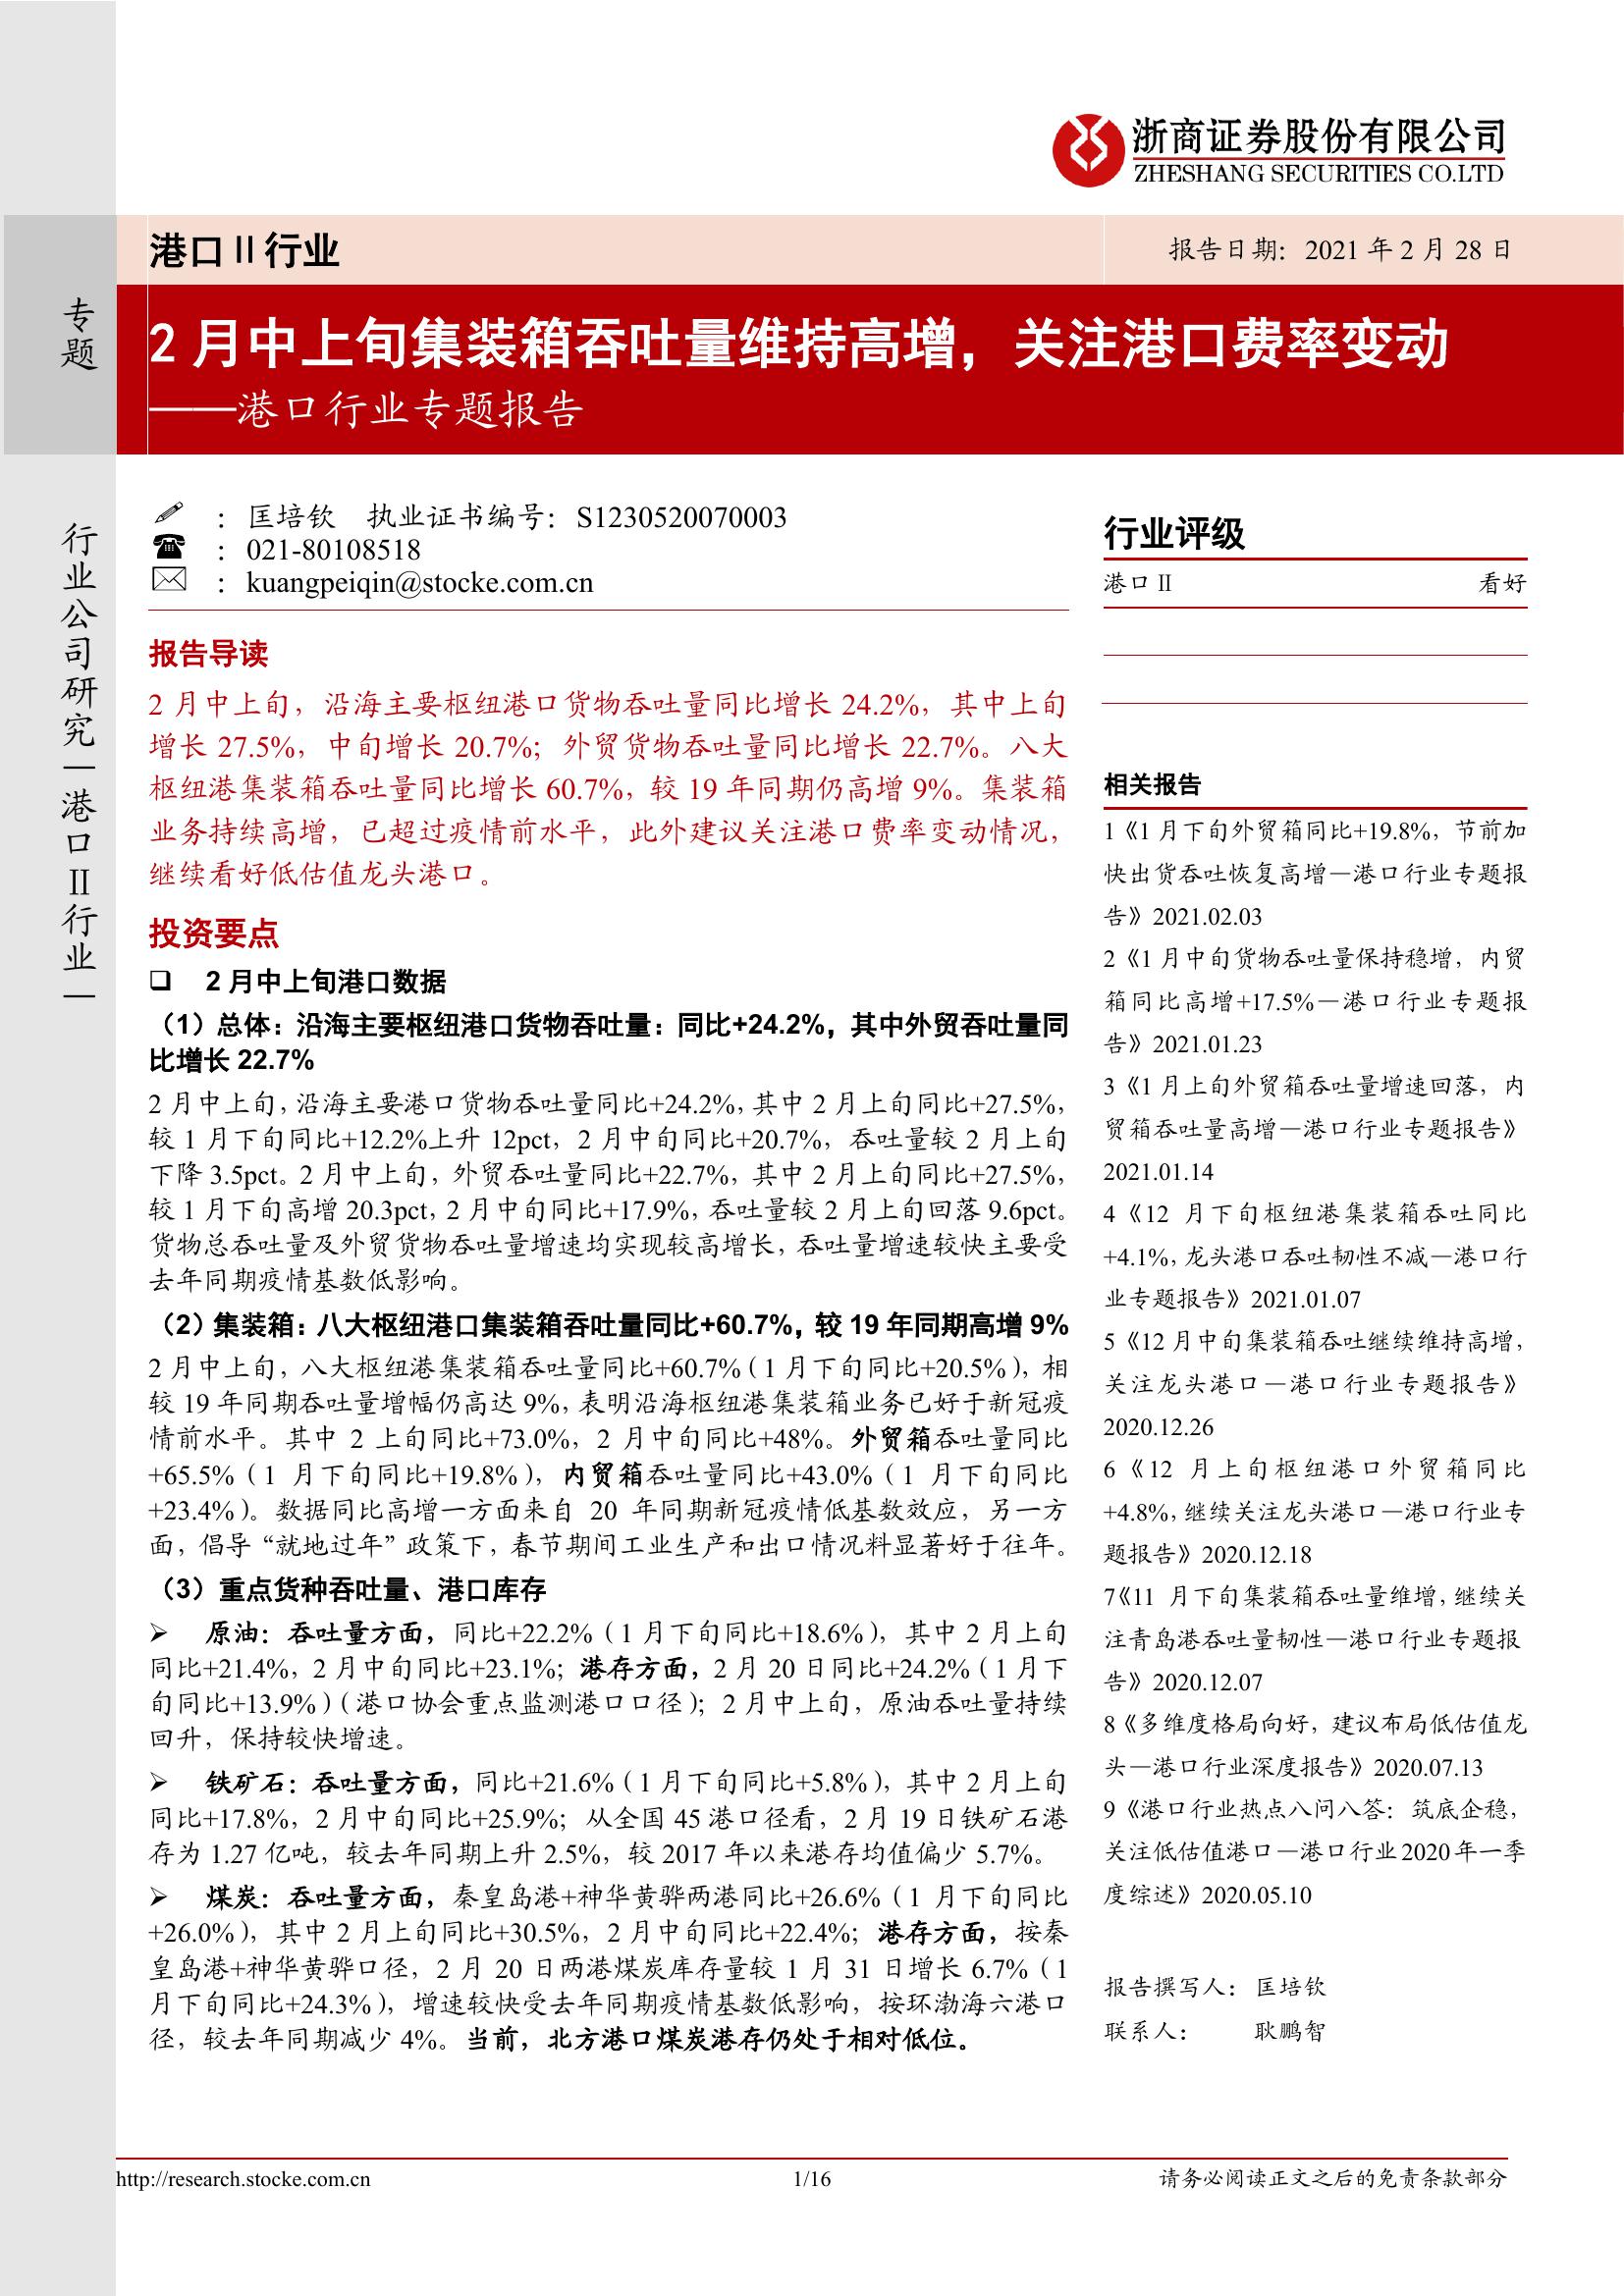 浙商证券股份有限公司
ZHESHANG SECURITIES CO.LTD
港口Ⅱ行业
报告日期：2021 年 2 月 28 日
专题
2 月中上旬集装箱吞吐量维持高增，关注港口费率变动
——港口行业专题报告
行业公司研究—港口Ⅱ行业—
：匡培钦 执业证书编号：S1230520070003
：021-80108518
：kuangpeiqin@stocke.com.cn
报告导读
2 月中上旬，沿海主要枢纽港口货物吞吐量同比增长 24.2%，其中上旬
增长 27.5%，中旬增长 20.7%；外贸货物吞吐量同比增长 22.7%。八大
枢纽港集装箱吞吐量同比增长 60.7%，较 19 年同期仍高增 9%。集装箱
业务持续高增，已超过疫情前水平，此外建议关注港口费率变动情况，
继续看好低估值龙头港口。
投资要点
❑ 2 月中上旬港口数据
（1）总体：沿海主要枢纽港口货物吞吐量：同比+24.2%，其中外贸吞吐量同
比增长 22.7%
2 月中上旬，沿海主要港口货物吞吐量同比+24.2%，其中 2 月上旬同比+27.5%，
较 1 月下旬同比+12.2%上升 12pct，2 月中旬同比+20.7%，吞吐量较 2 月上旬
下降 3.5pct。2 月中上旬，外贸吞吐量同比+22.7%，其中 2 月上旬同比+27.5%，
较 1 月下旬高增 20.3pct，2 月中旬同比+17.9%，吞吐量较 2 月上旬回落 9.6pct。
货物总吞吐量及外贸货物吞吐量增速均实现较高增长，吞吐量增速较快主要受
去年同期疫情基数低影响。
（2）集装箱：八大枢纽港口集装箱吞吐量同比+60.7%，较 19 年同期高增 9%
2 月中上旬，八大枢纽港集装箱吞吐量同比+60.7%（1 月下旬同比+20.5%），相
较 19 年同期吞吐量增幅仍高达 9%，表明沿海枢纽港集装箱业务已好于新冠疫
情前水平。其中 2 上旬同比+73.0%，2 月中旬同比+48%。外贸箱吞吐量同比
+65.5%（1 月下旬同比+19.8%），内贸箱吞吐量同比+43.0%（1 月下旬同比
+23.4%）。数据同比高增一方面来自 20 年同期新冠疫情低基数效应，另一方
面，倡导“就地过年”政策下，春节期间工业生产和出口情况料显著好于往年。
（3）重点货种吞吐量、港口库存
➢ 原油：吞吐量方面，同比+22.2%（1 月下旬同比+18.6%），其中 2 月上旬
同比+21.4%，2 月中旬同比+23.1%；港存方面，2 月 20 日同比+24.2%（1 月下
旬同比+13.9%）（港口协会重点监测港口口径）；2 月中上旬，原油吞吐量持续
回升，保持较快增速。
➢ 铁矿石：吞吐量方面，同比+21.6%（1 月下旬同比+5.8%），其中 2 月上旬
同比+17.8%，2 月中旬同比+25.9%；从全国 45 港口径看，2 月 19 日铁矿石港
存为 1.27 亿吨，较去年同期上升 2.5%，较 2017 年以来港存均值偏少 5.7%。
➢ 煤炭：吞吐量方面，秦皇岛港+神华黄骅两港同比+26.6%（1 月下旬同比
+26.0%），其中 2 月上旬同比+30.5%，2 月中旬同比+22.4%；港存方面，按秦
皇岛港+神华黄骅口径，2 月 20 日两港煤炭库存量较 1 月 31 日增长 6.7%（1
月下旬同比+24.3%），增速较快受去年同期疫情基数低影响，按环渤海六港口
径，较去年同期减少 4%。当前，北方港口煤炭港存仍处于相对低位。
行业评级
港口Ⅱ 看好
相关报告
1《1 月下旬外贸箱同比+19.8%，节前加
快出货吞吐恢复高增—港口行业专题报
告》2021.02.03
2《1 月中旬货物吞吐量保持稳增，内贸
箱同比高增+17.5%—港口行业专题报
告》2021.01.23
3《1 月上旬外贸箱吞吐量增速回落，内
贸箱吞吐量高增—港口行业专题报告》
2021.01.14
4《12 月下旬枢纽港集装箱吞吐同比
+4.1%，龙头港口吞吐韧性不减—港口行
业专题报告》2021.01.07
5《12 月中旬集装箱吞吐继续维持高增，
关注龙头港口—港口行业专题报告》
2020.12.26
6《12 月上旬枢纽港口外贸箱同比
+4.8%，继续关注龙头港口—港口行业专
题报告》2020.12.18
7《11 月下旬集装箱吞吐量维增，继续关
注青岛港吞吐量韧性—港口行业专题报
告》2020.12.07
8《多维度格局向好，建议布局低估值龙
头—港口行业深度报告》2020.07.13
9《港口行业热点八问八答：筑底企稳，
关注低估值港口—港口行业2020年一季
度综述》2020.05.10
报告撰写人：匡培钦
联系人： 耿鹏智
http://research.stocke.com.cn
1/16
请务必阅读正文之后的免责条款部分